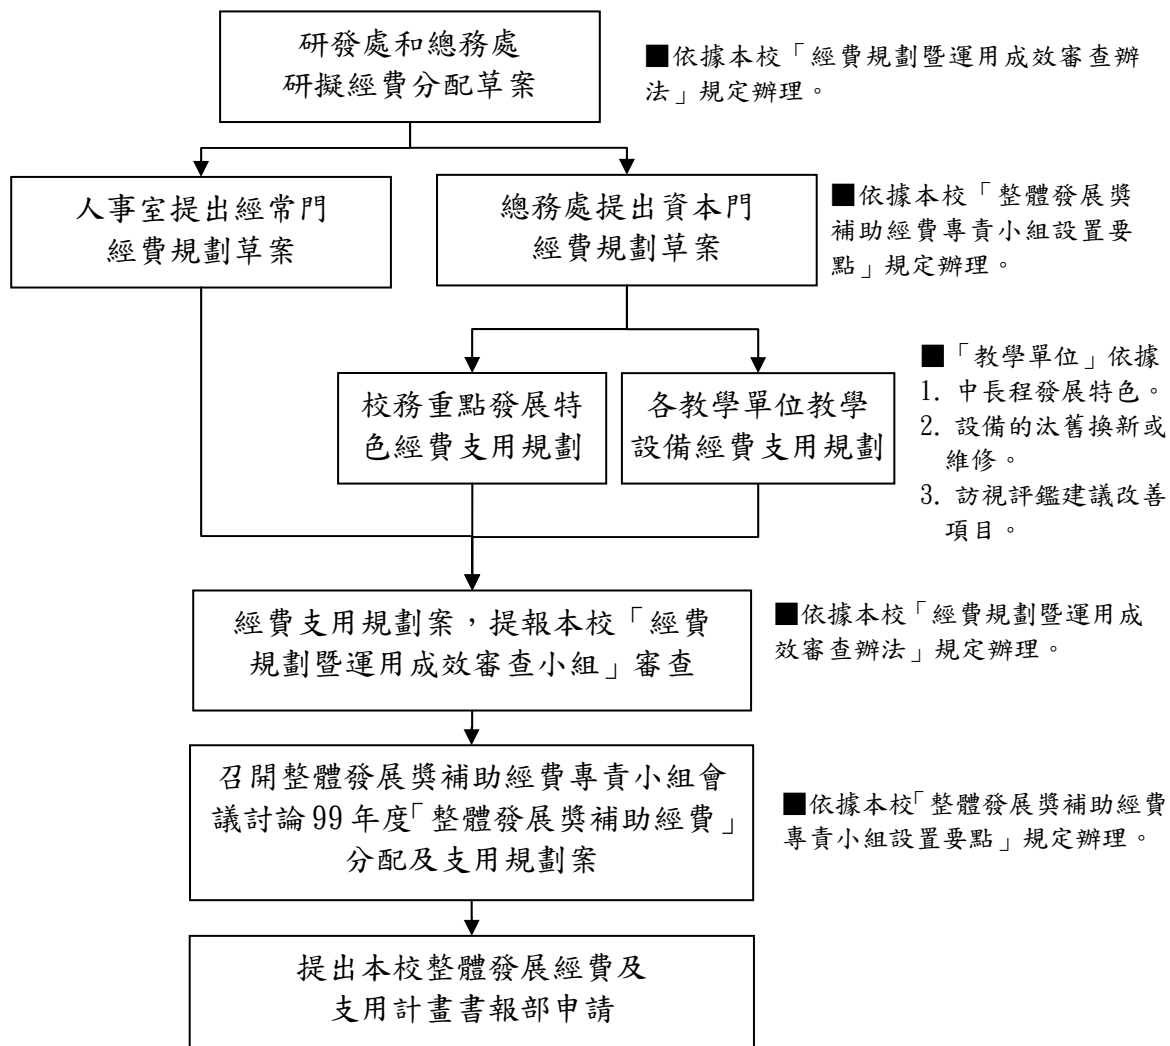 研發處和總務處
研擬經費分配草案
■依據本校「經費規劃暨運用成效審查辦
法」規定辦理。
人事室提出經常門
經費規劃草案
總務處提出資本門
經費規劃草案
■依據本校「整體發展獎
補助經費專責小組設置要
點」規定辦理。
校務重點發展特
色經費支用規劃
各教學單位教學
設備經費支用規劃
■「教學單位」依據
1. 中長程發展特色。
2. 設備的汰舊換新或
維修。
3. 訪視評鑑建議改善
項目。
經費支用規劃案，提報本校「經費
規劃暨運用成效審查小組」審查
■依據本校「經費規劃暨運用成
效審查辦法」規定辦理。
召開整體發展獎補助經費專責小組會
議討論 99 年度「整體發展獎補助經費」
分配及支用規劃案
■依據本校「整體發展獎補助經費
專責小組設置要點」規定辦理。
提出本校整體發展經費及
支用計畫書報部申請